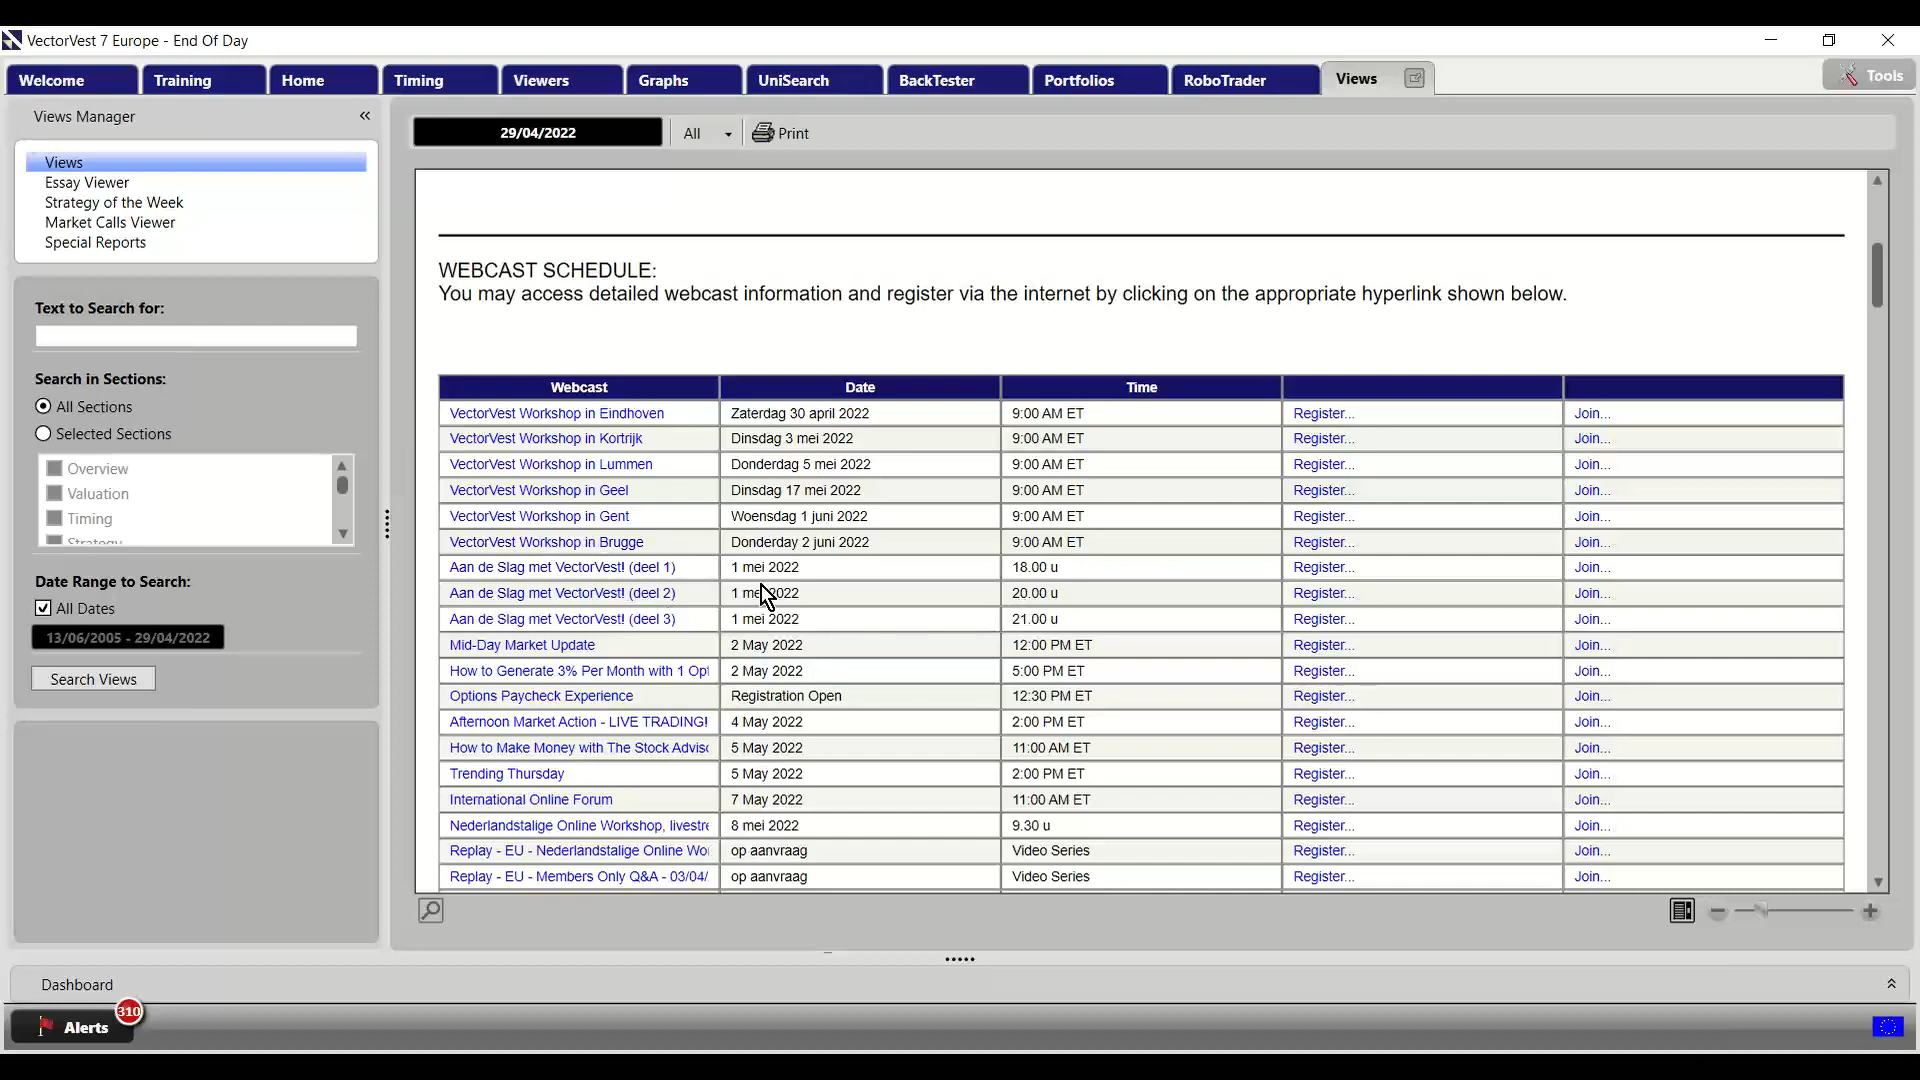 VectorVest 7 Europe - End Of Day
Welcome
Training
Home
Timing
Viewers
Graphs
UniSearch
BackTester
Portfolios
RoboTrader
Views
Tools
Views Manager
Views
Essay Viewer
Strategy of the Week
Market Calls Viewer
Special Reports
Text to Search for:
Search in Sections:
All Sections
Selected Sections
Overview
Valuation
Timing
Strategy
Date Range to Search:
All Dates
13/06/2005 - 29/04/2022
Search Views
29/04/2022
All
Print
WEBCAST SCHEDULE:
You may access detailed webcast information and register via the internet by clicking on the appropriate hyperlink shown below.
Webcast Date Time
VectorVest Workshop in Eindhoven Zaterdag 30 april 2022 9:00 AM ET Register... Join...
VectorVest Workshop in Kortrijk Dinsdag 3 mei 2022 9:00 AM ET Register... Join...
VectorVest Workshop in Lummen Donderdag 5 mei 2022 9:00 AM ET Register... Join...
VectorVest Workshop in Geel Dinsdag 17 mei 2022 9:00 AM ET Register... Join...
VectorVest Workshop in Gent Woensdag 1 juni 2022 9:00 AM ET Register... Join...
VectorVest Workshop in Brugge Donderday 2 juni 2022 9:00 AM ET Register... Join...
Aan de Slag met VectorVest! (deel 1) 1 mei 2022 18.00 u Register... Join...
Aan de Slag met VectorVest! (deel 2) 1 mei 2022 20.00 u Register... Join...
Aan de Slag met VectorVest! (deel 3) 1 mei 2022 21.00 u Register... Join...
Mid-Day Market Update 2 May 2022 12:00 PM ET Register... Join...
How to Generate 3% Per Month with 1 Opt 2 May 2022 5:00 PM ET Register... Join...
Options Paycheck Experience Registration Open 12:30 PM ET Register... Join...
Afternoon Market Action - LIVE TRADING! 4 May 2022 2:00 PM ET Register... Join...
How to Make Money with The Stock Adviso 5 May 2022 11:00 AM ET Register... Join...
Trending Thursday 5 May 2022 2:00 PM ET Register... Join...
International Online Forum 7 May 2022 11:00 AM ET Register... Join...
Nederlandstalige Online Workshop, livestre 8 mei 2022 9.30 u Register... Join...
Replay - EU - Nederlandstalige Online Wor op aanvraag Video Series Register... Join...
Replay - EU - Members Only Q&A - 03/04/ op aanvraag Video Series Register... Join...
Dashboard
Alerts
310